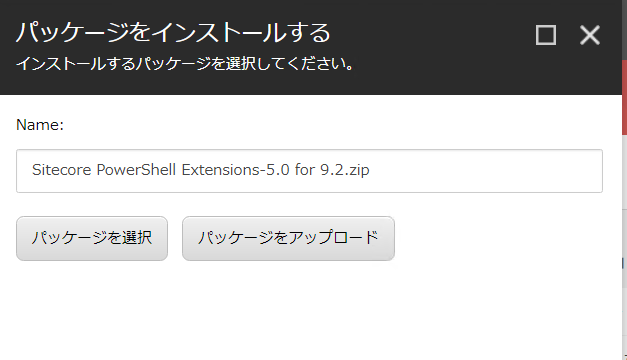 パッケージをインストールする
インストールするパッケージを選択してください。
Name:
Sitecore PowerShell Extensions-5.0 for 9.2.zip
パッケージを選択
パッケージをアップロード